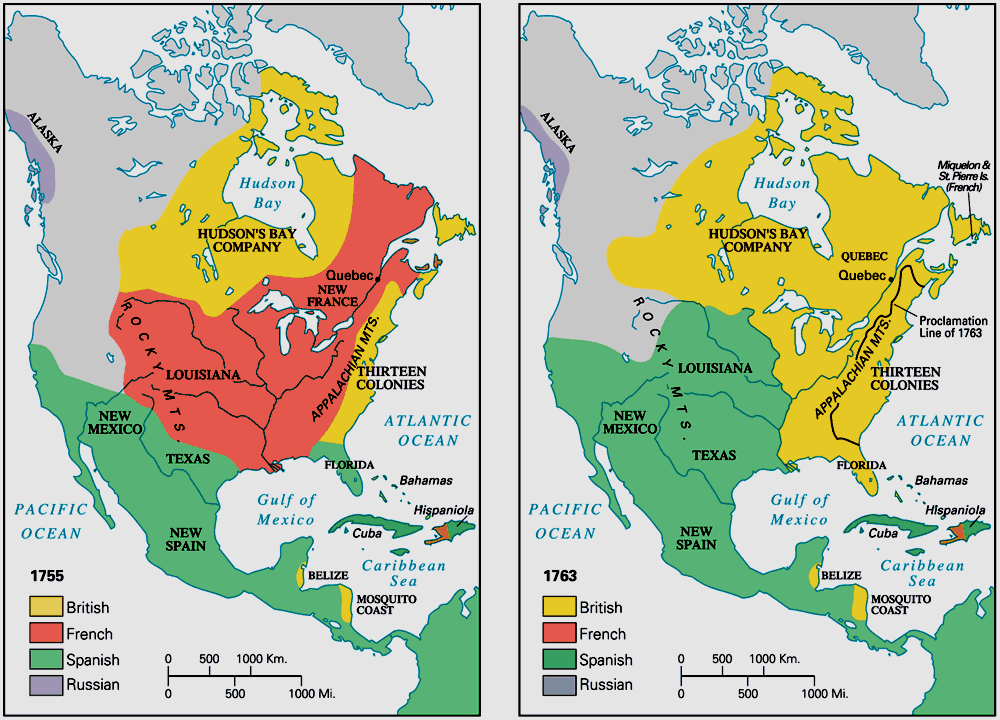 ALASKA
Hudson
Bay
HUDSON'S BAY
COMPANY
Quebec
NEW
FRANCE
ROCKY MTS.
LOUISIANA
APPALACHIAN MTS.
THIRTEEN
COLONIES
NEW
MEXICO
TEXAS
ATLANTIC
OCEAN
FLORIDA
Bahamas
PACIFIC
OCEAN
Gulf of
Mexico
Hispaniola
Cuba
NEW
SPAIN
Caribbean
Sea
BELIZE
MOSQUITO
COAST
1755
British
French
Spanish
Russian
0 500 1000 Km.
0 500 1000 Mi.
ALASKA
Miquelon &
St. Pierre Is.
(French)
Hudson
Bay
HUDSON'S BAY
COMPANY
QUEBEC
Quebec
Proclamation
Line of 1763
ROCKY MTS.
LOUISIANA
APPALACHIAN MTS.
THIRTEEN
COLONIES
NEW
MEXICO
TEXAS
ATLANTIC
OCEAN
FLORIDA
Bahamas
PACIFIC
OCEAN
Gulf of
Mexico
Hispaniola
Cuba
NEW
SPAIN
Caribbean
Sea
BELIZE
MOSQUITO
COAST
1763
British
French
Spanish
Russian
0 500 1000 Km.
0 500 1000 Mi.